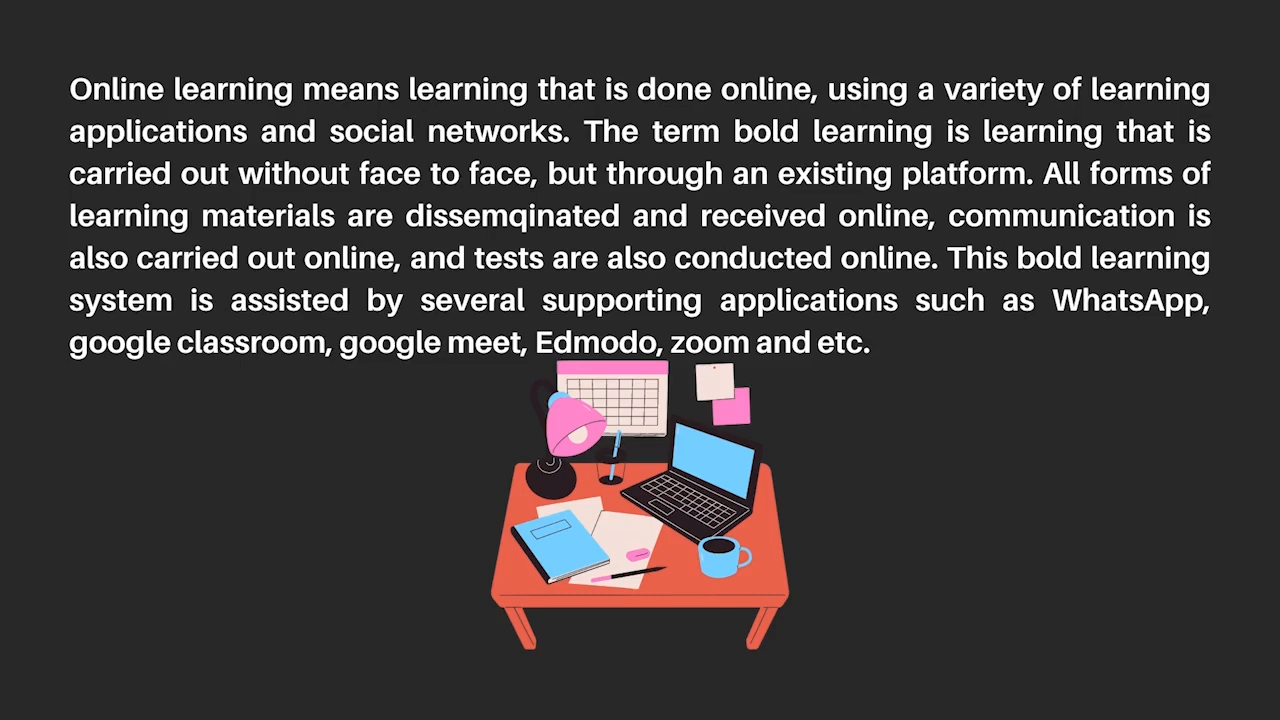 Online learning means learning that is done online, using a variety of learning
applications and social networks. The term bold learning is learning that is
carried out without face to face, but through an existing platform. All forms of
learning materials are dissemqinated and received online, communication is
also carried out online, and tests are also conducted online. This bold learning
system is assisted by several supporting applications such as WhatsApp,
google classroom, google meet, Edmodo, zoom and etc.